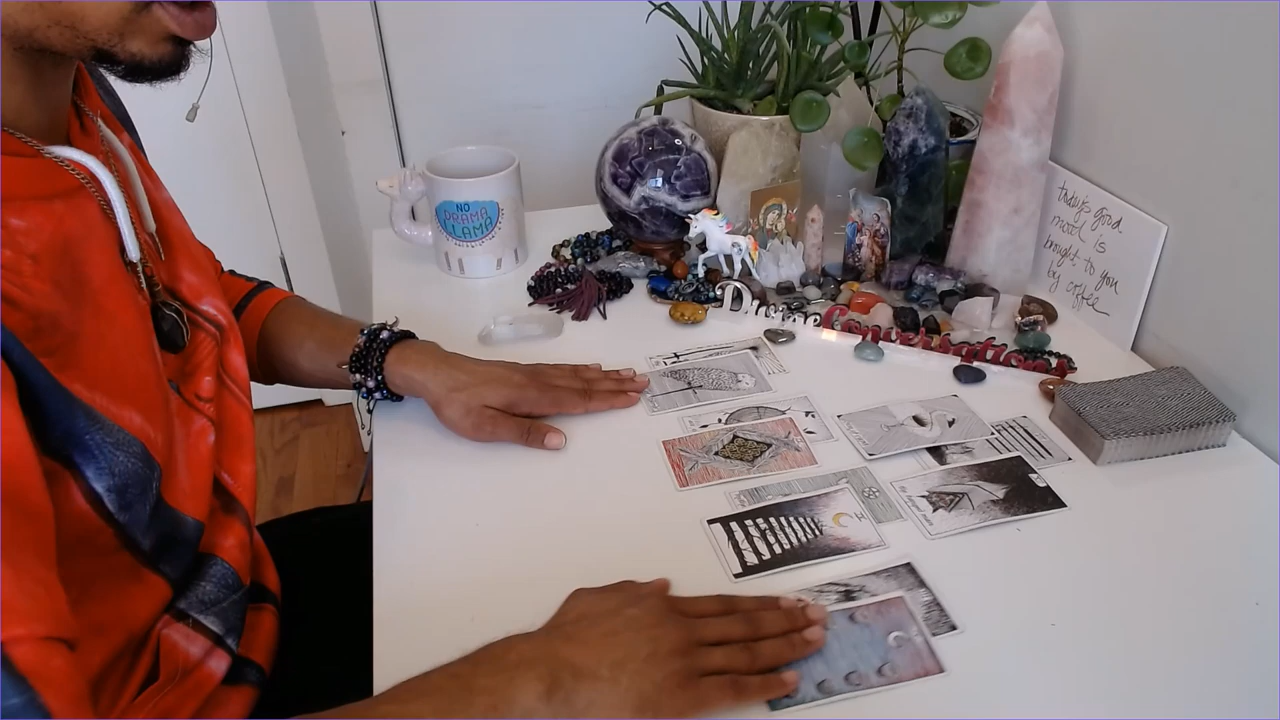 NO
DRAMA
LLAMA
today's good
mood is
brought to you
by coffee
Divine Conversations